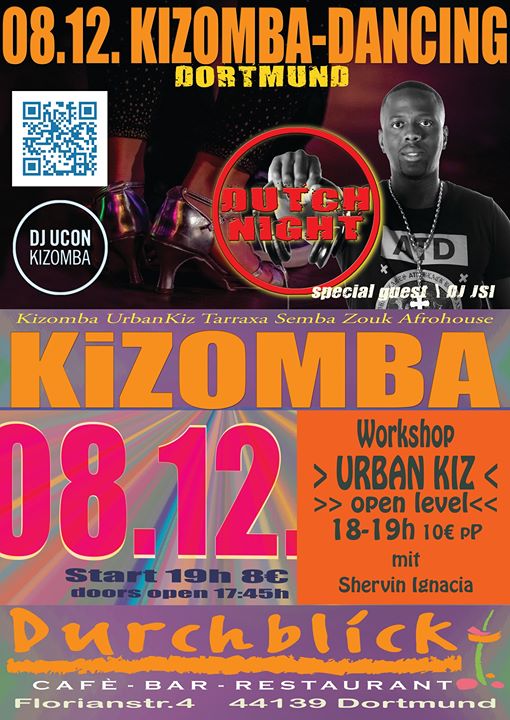 08.12. KIZOMBA-DANCING
DORTMUND
DUTCH
NIGHT
DJ UCON
KIZOMBA
special guest | DJ JSI
Kizomba UrbanKiz Tarraxa Semba Zouk Afrohouse
KiZOMBA
08.12.
Start 19h 8€
doors open 17:45h
Workshop
> URBAN KIZ <
>> open level<<
18-19h 10€ pP
mit
Shervin Ignacia
Durchblick
CAFÈ - BAR - RESTAURANT
Florianstr.4 44139 Dortmund